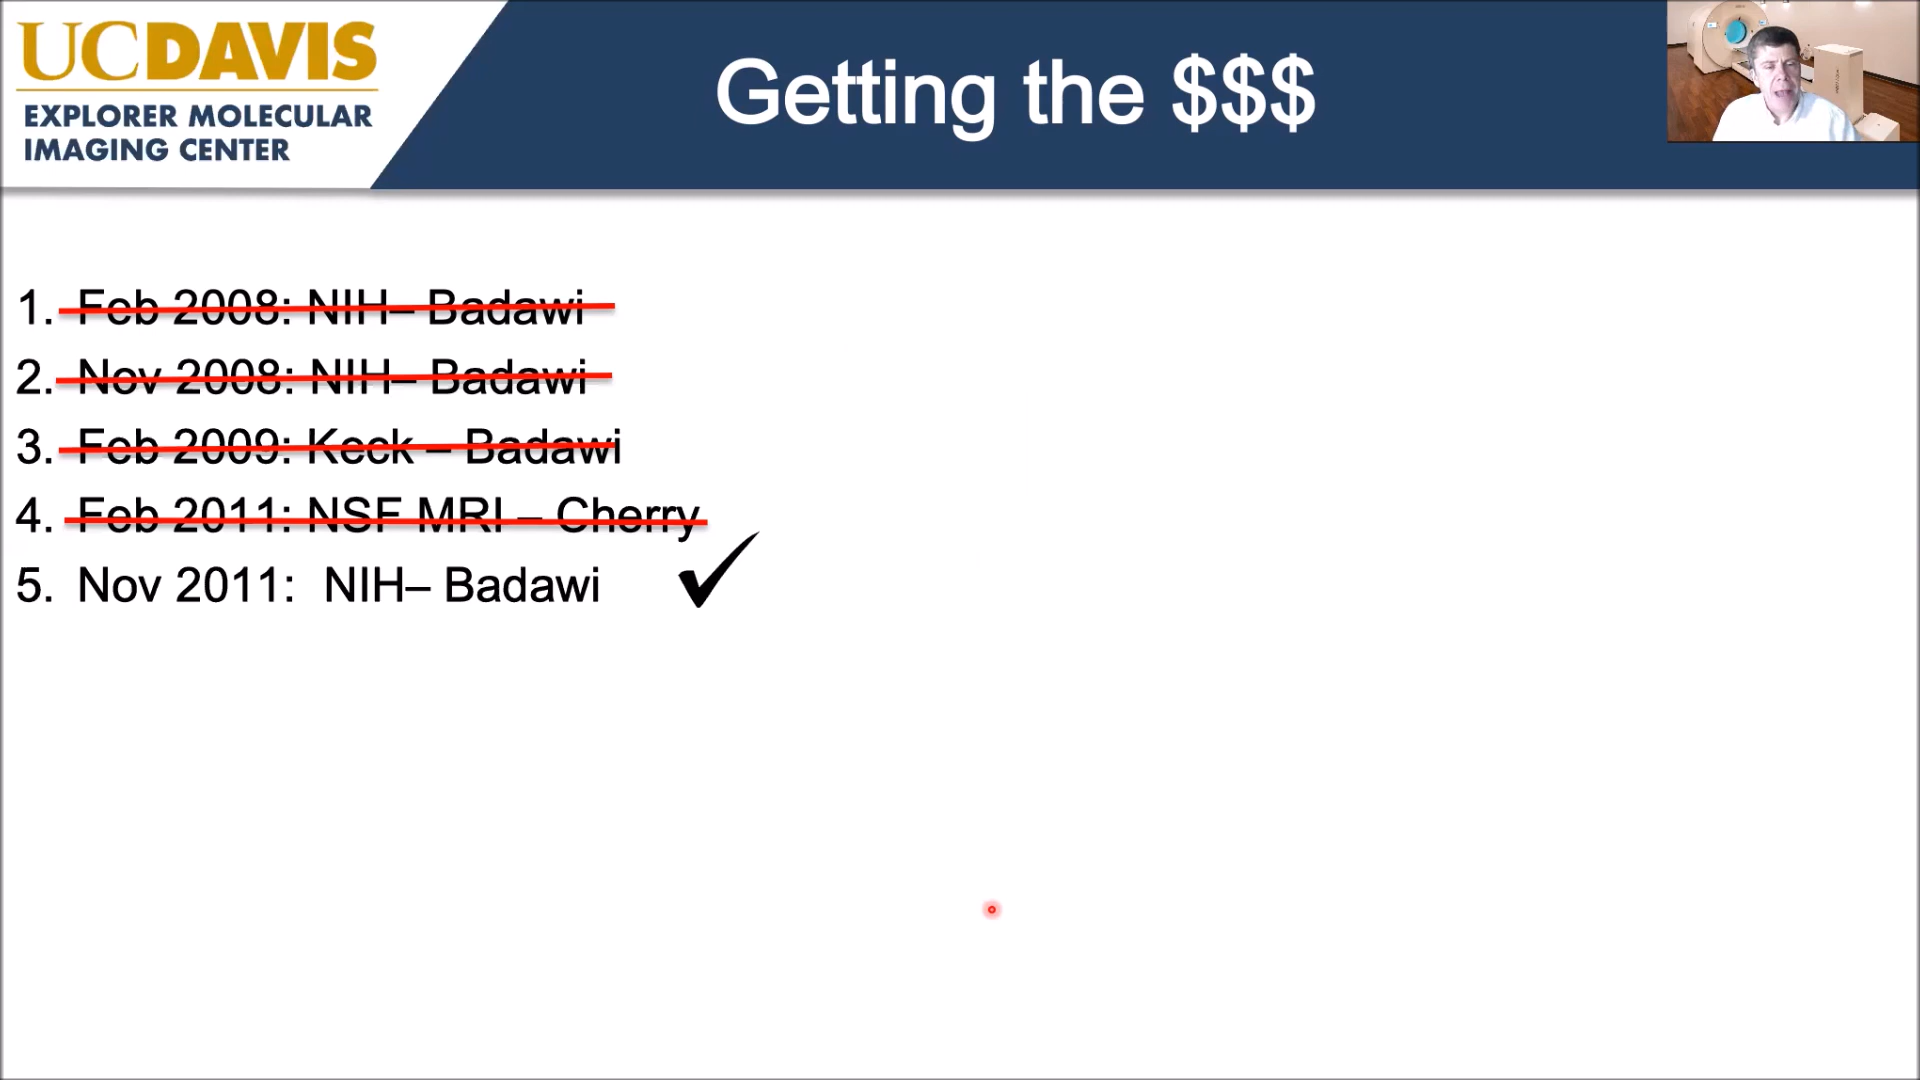 UCDAVIS
EXPLORER MOLECULAR
IMAGING CENTER
Getting the $$$
1. Feb 2008: NIH– Badawi
2. Nov 2008: NIH– Badawi
3. Feb 2009: Keck – Badawi
4. Feb 2011: NSF MRI – Cherry
5. Nov 2011: NIH– Badawi